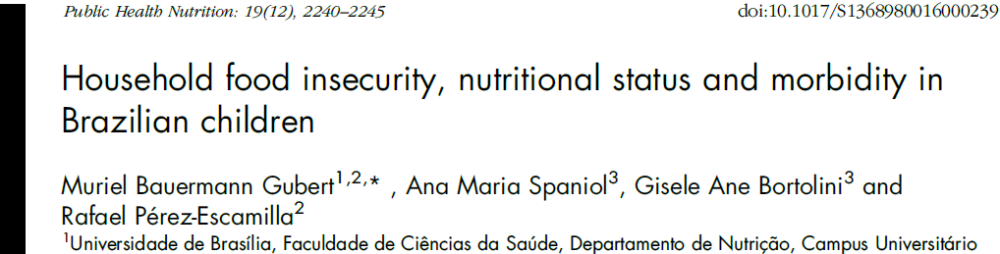 Public Health Nutrition: 19(12), 2240–2245 doi:10.1017/S1368980016000239
Household food insecurity, nutritional status and morbidity in
Brazilian children
Muriel Bauermann Gubert1,2,* , Ana Maria Spaniol3, Gisele Ane Bortolini3 and
Rafael Pérez-Escamilla2
1Universidade de Brasília, Faculdade de Ciências da Saúde, Departamento de Nutrição, Campus Universitário